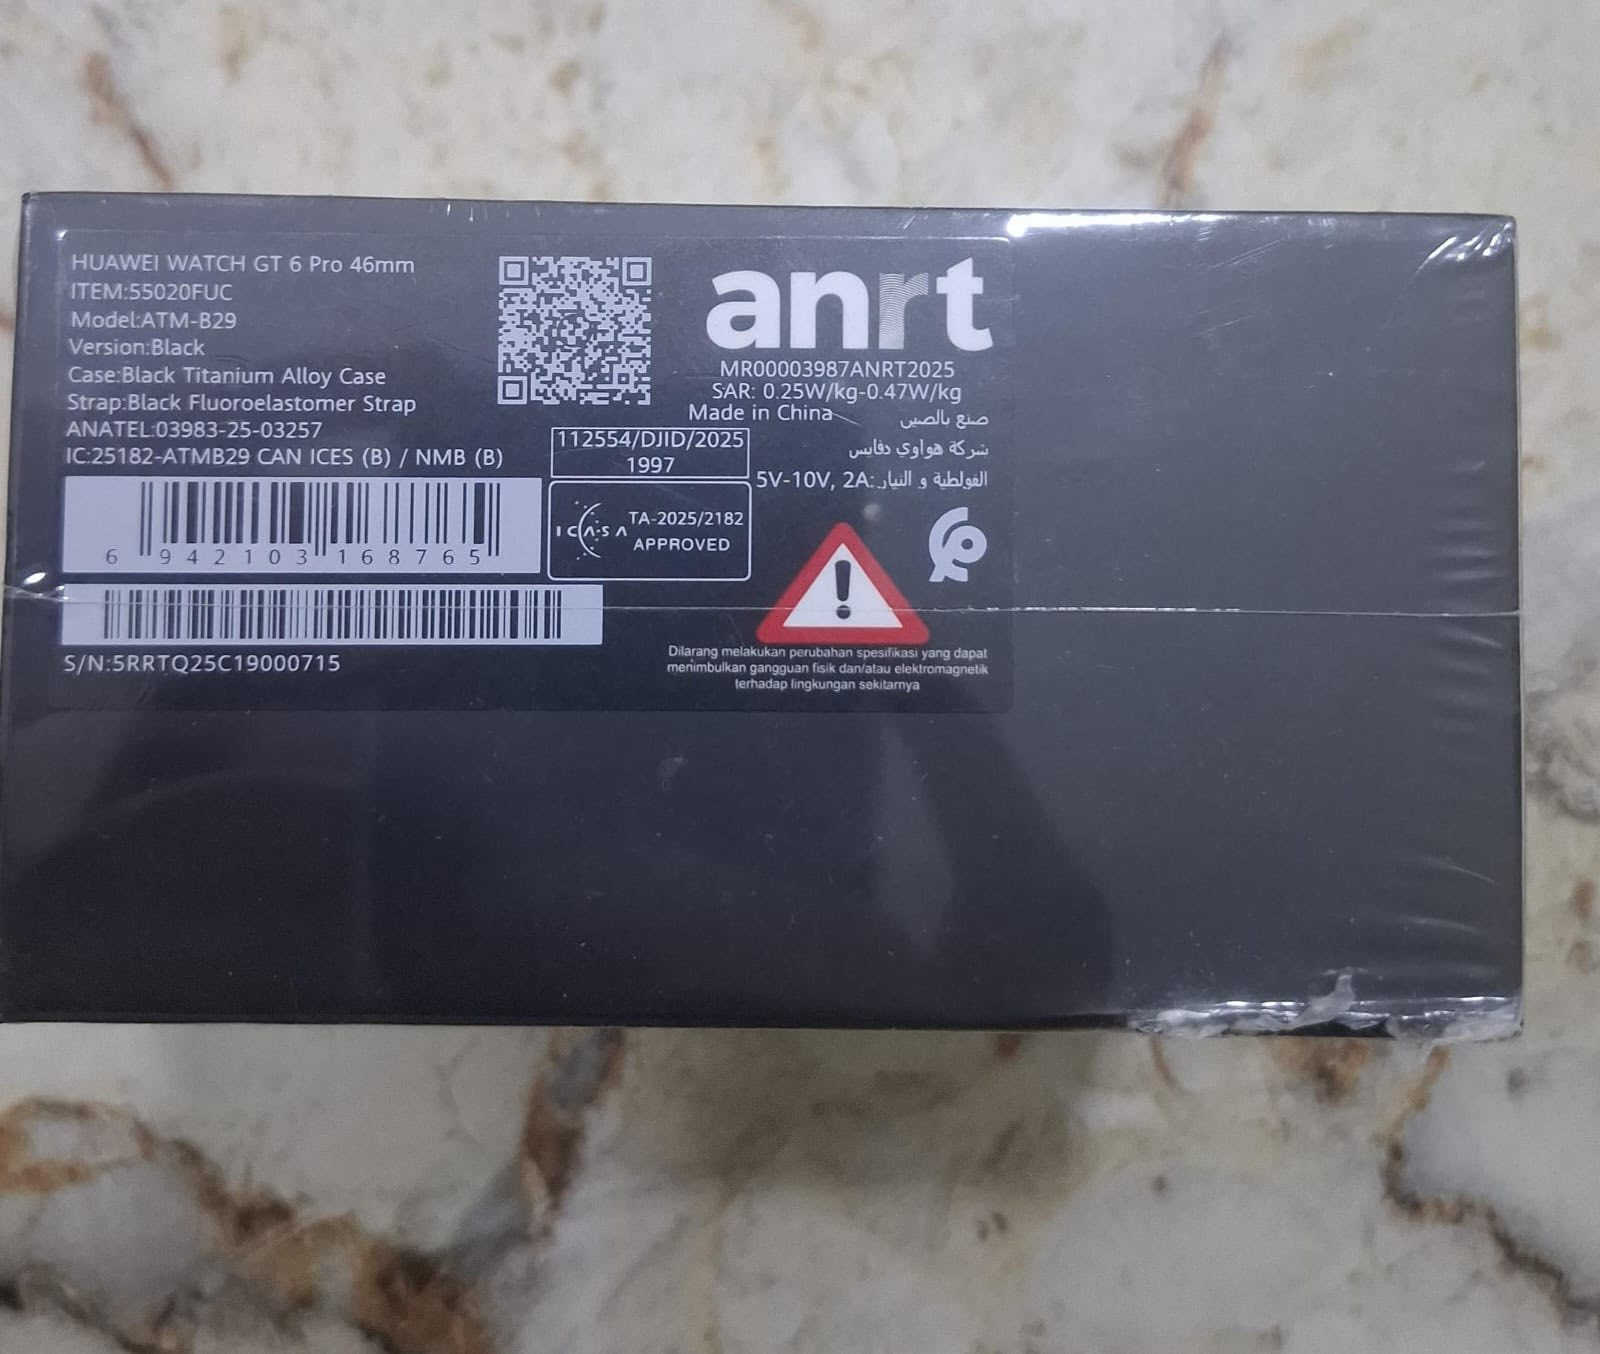 HUAWEI WATCH GT 6 Pro 46mm
ITEM:55020FUC
Model:ATM-B29
Version:Black
Case:Black Titanium Alloy Case
Strap:Black Fluoroelastomer Strap
ANATEL:03983-25-03257
IC:25182-ATMB29 CAN ICES (B) / NMB (B)
6 942103 168765
S/N:5RRTQ25C19000715
anrt
MR00003987ANRT2025
SAR: 0.25W/kg-0.47W/kg
Made in China صنع بالصين
شركة هواوي دفايس
5V-10V, 2A: الفولطية و التيار
112554/DJID/2025
1997
ICASA TA-2025/2182
APPROVED
Dilarang melakukan perubahan spesifikasi yang dapat
menimbulkan gangguan fisik dan/atau elektromagnetik
terhadap lingkungan sekitarnya